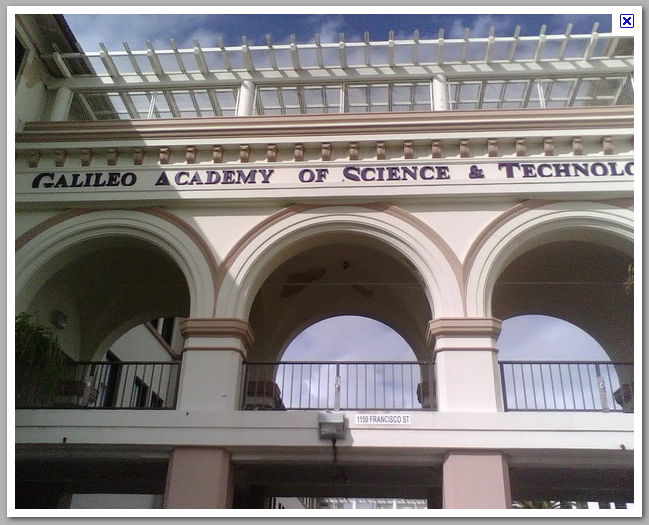 GALILEO ACADEMY OF SCIENCE & TECHNOLO
1150 FRANCISCO ST